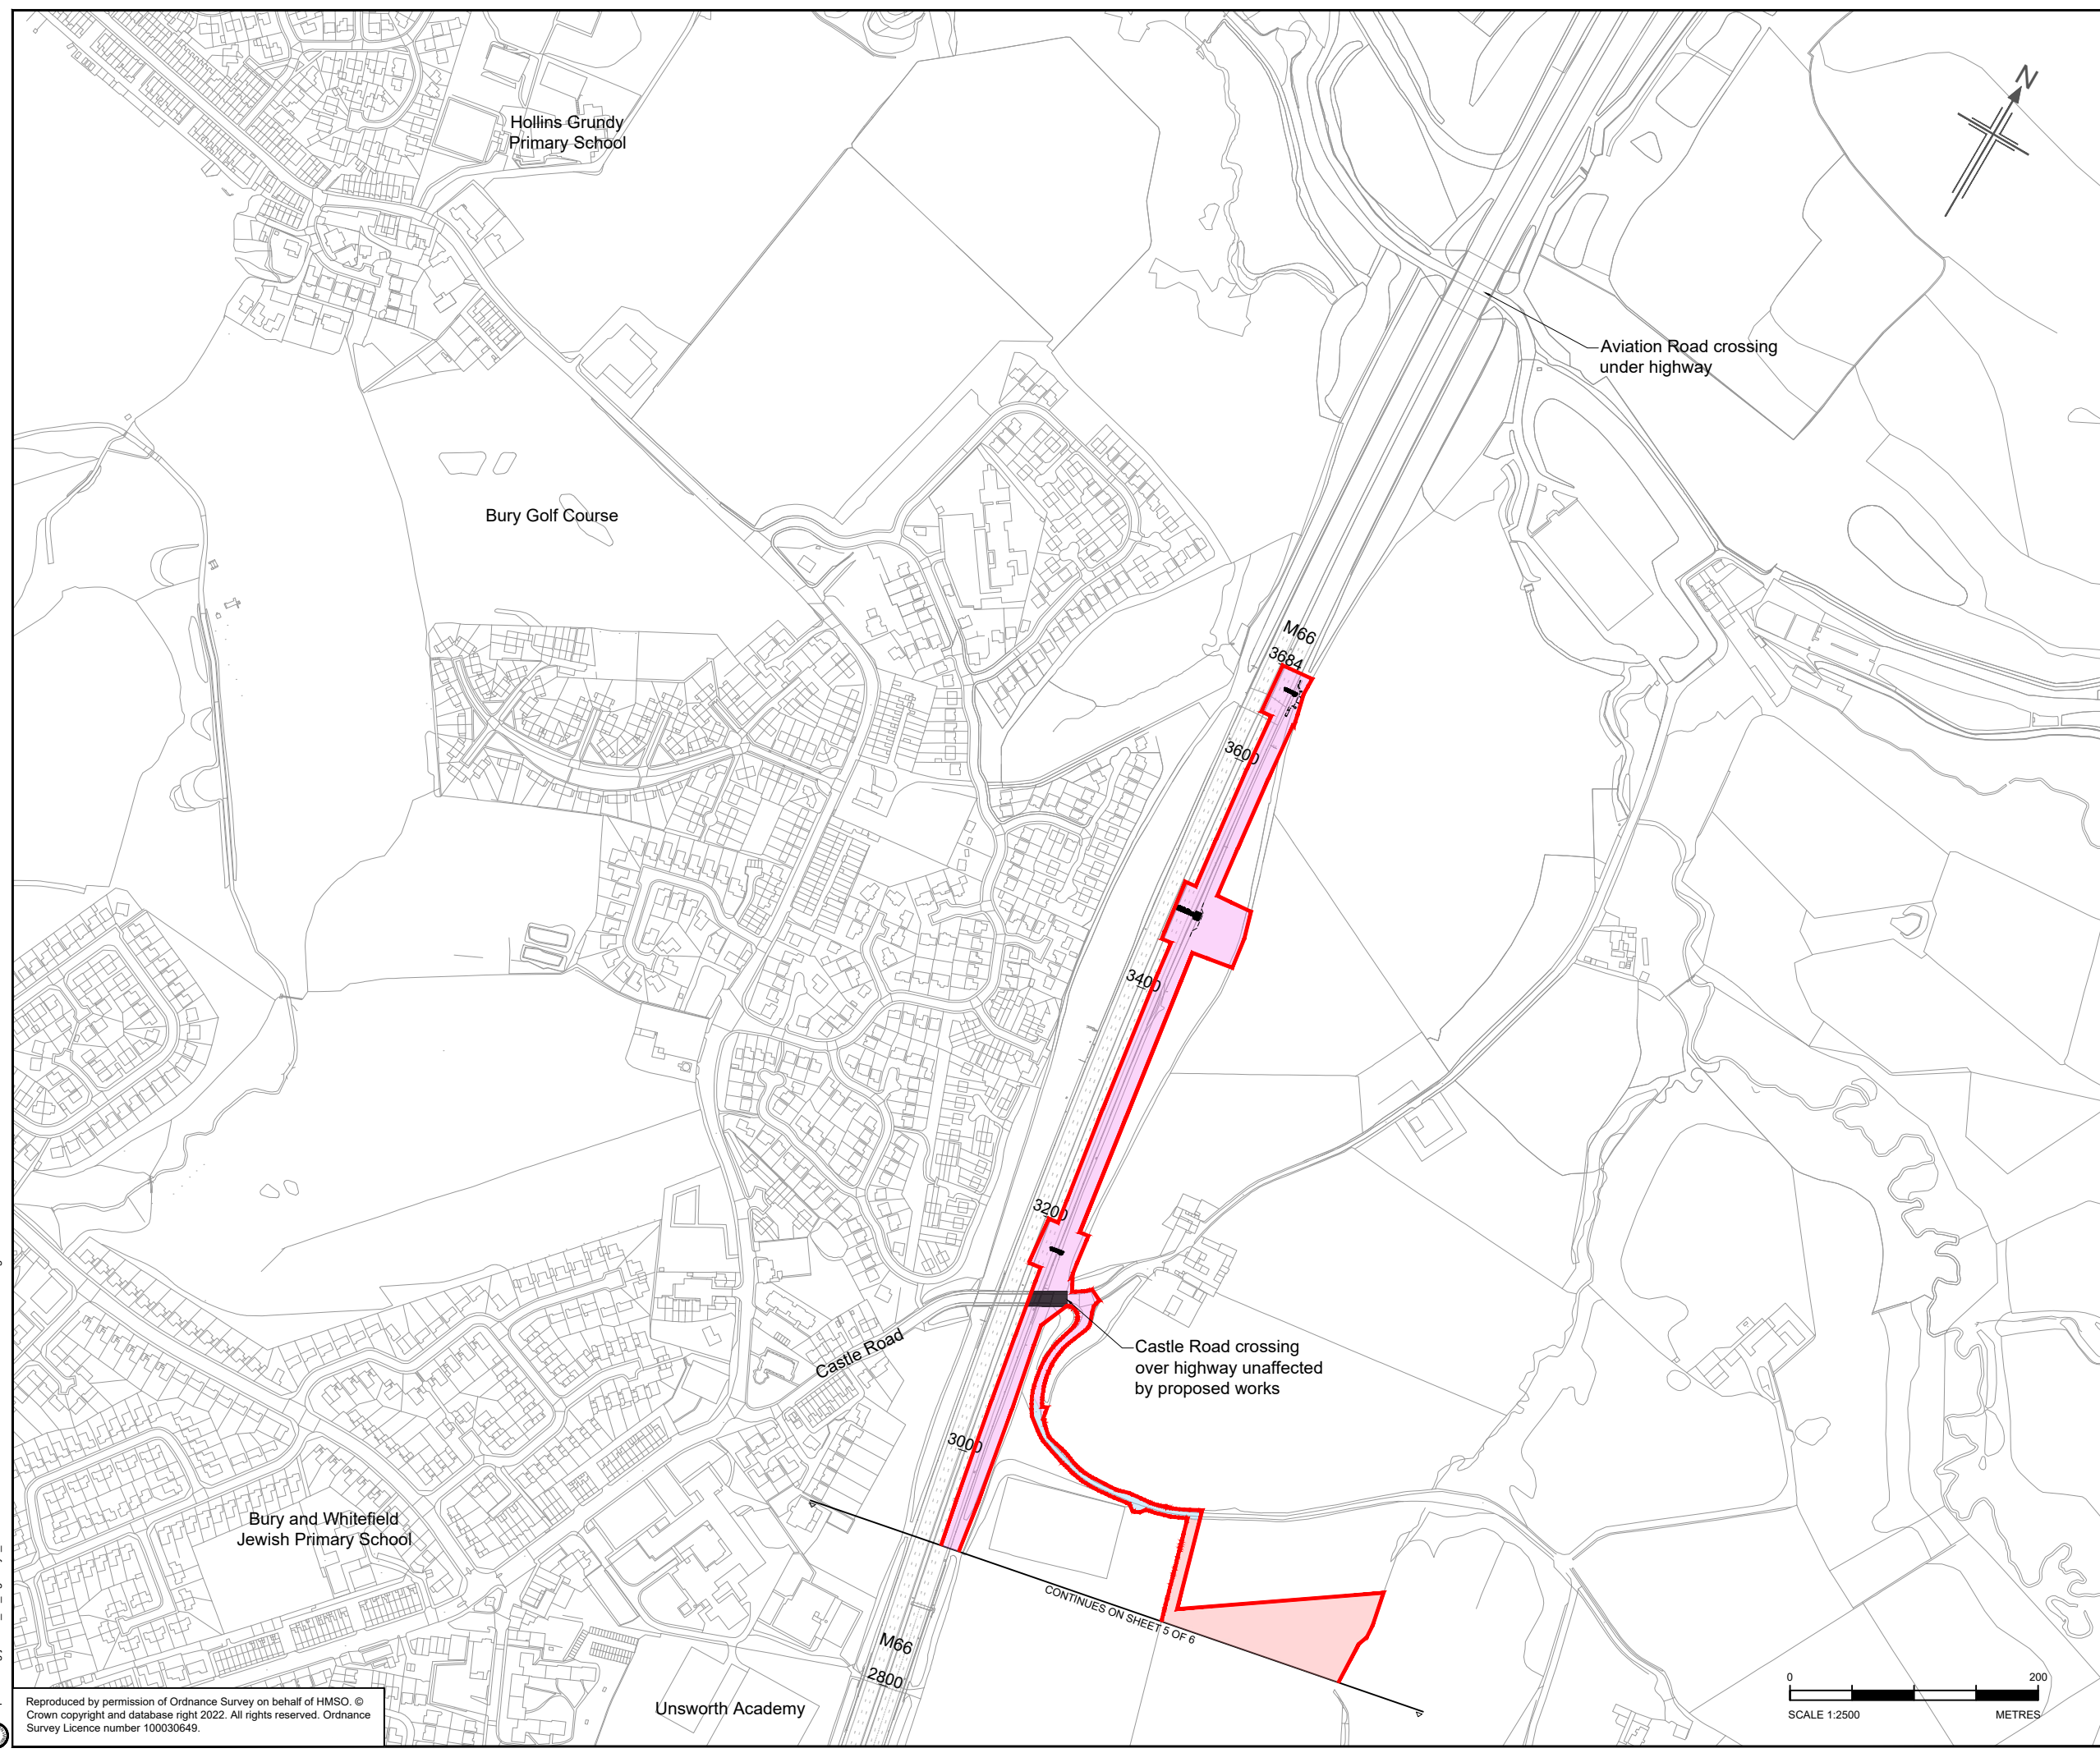 Hollins Grundy
Primary School
N
Aviation Road crossing
under highway
Bury Golf Course
M66
3684
3600
3400
3200
Castle Road
Castle Road crossing
over highway unaffected
by proposed works
3000
Bury and Whitefield
Jewish Primary School
CONTINUES ON SHEET 5 OF 6
M66
2800
Unsworth Academy
0 200
SCALE 1:2500 METRES
Reproduced by permission of Ordnance Survey on behalf of HMSO. ©
Crown copyright and database right 2022. All rights reserved. Ordnance
Survey Licence number 100030649.